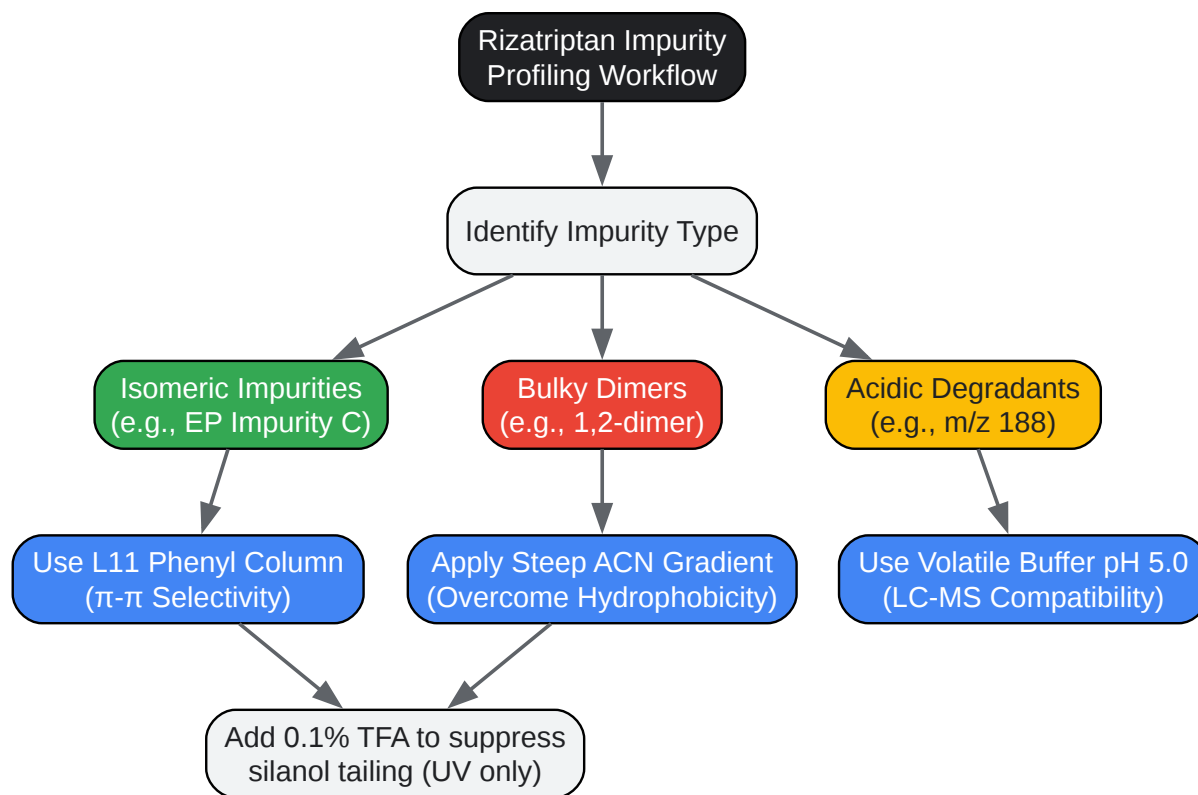 Rizatriptan Impurity
Profiling Workflow
Identify Impurity Type
Isomeric Impurities
(e.g., EP Impurity C)
Bulky Dimers
(e.g., 1,2-dimer)
Acidic Degradants
(e.g., m/z 188)
Use L11 Phenyl Column
(π-π Selectivity)
Apply Steep ACN Gradient
(Overcome Hydrophobicity)
Use Volatile Buffer pH 5.0
(LC-MS Compatibility)
Add 0.1% TFA to suppress
silanol tailing (UV only)